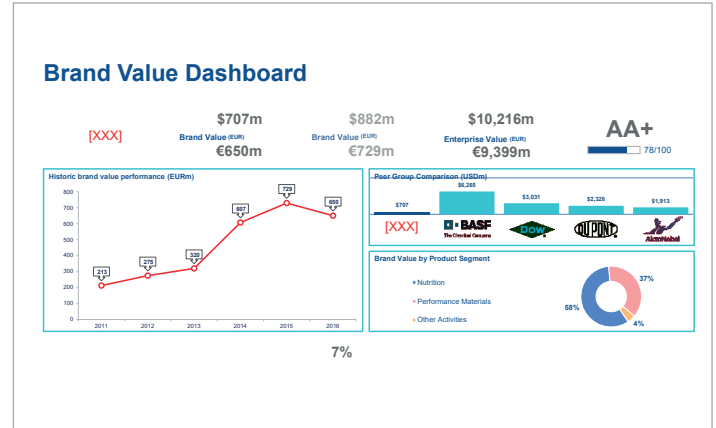 Brand Value Dashboard
[XXX]
$707m
Brand Value (EUR)
€650m
$882m
Brand Value (EUR)
€729m
$10,216m
Enterprise Value (EUR)
€9,399m
AA+
78/100
Historic brand value performance (EURm)
800
700
600
500
400
300
200
100
0
213
275
320
607
729
650
2011
2012
2013
2014
2015
2016
Peer Group Comparison (USDm)
$707
$6,265
$3,031
$2,328
$1,913
[XXX]
BASF
The Chemical Company
Dow
DUPONT
AkzoNobel
Brand Value by Product Segment
Nutrition
Performance Materials
Other Activities
37%
58%
4%
7%